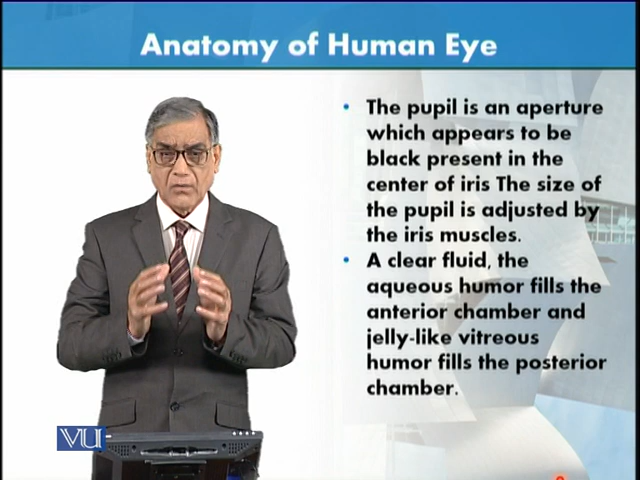 Anatomy of Human Eye
• The pupil is an aperture
which appears to be
black present in the
center of iris The size of
the pupil is adjusted by
the iris muscles.
• A clear fluid, the
aqueous humor fills the
anterior chamber and
jelly-like vitreous
humor fills the posterior
chamber.
VU